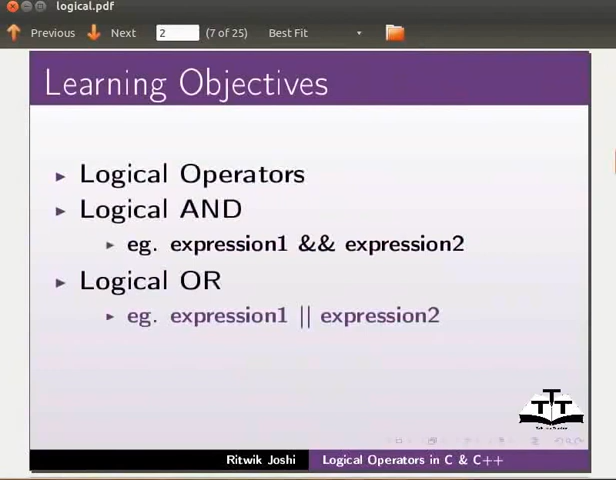 logical.pdf
Previous Next 2 (7 of 25) Best Fit
Learning Objectives
Logical Operators
Logical AND
eg. expression1 && expression2
Logical OR
eg. expression1 || expression2
TTT
Ritwik Joshi Logical Operators in C & C++